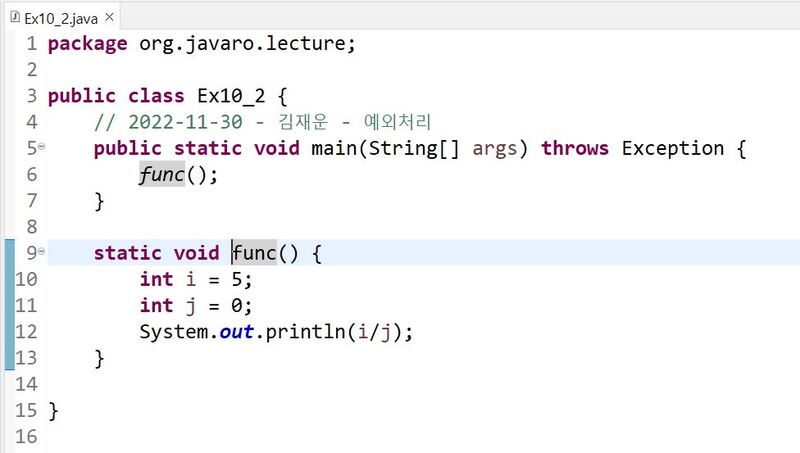 Ex10_2.java
1 package org.javaro.lecture;
2
3 public class Ex10_2 {
4 // 2022-11-30 - 김재운 - 예외처리
5 public static void main(String[] args) throws Exception {
6 func();
7 }
8
9 static void func() {
10 int i = 5;
11 int j = 0;
12 System.out.println(i/j);
13 }
14
15 }
16